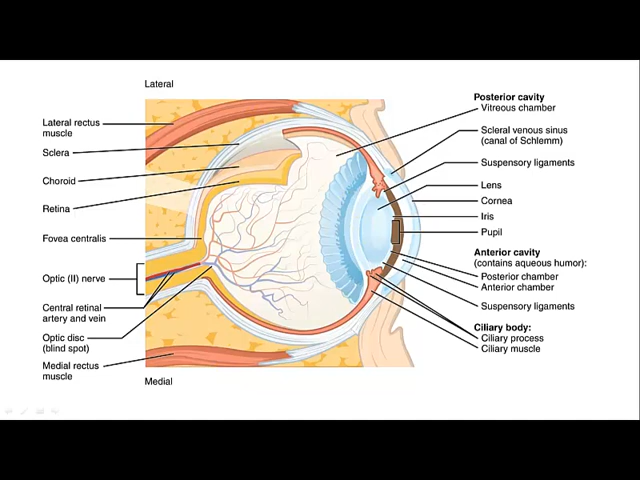 Lateral
Lateral rectus
muscle
Sclera
Choroid
Retina
Fovea centralis
Optic (II) nerve
Central retinal
artery and vein
Optic disc
(blind spot)
Medial rectus
muscle
Medial
Posterior cavity
Vitreous chamber
Scleral venous sinus
(canal of Schlemm)
Suspensory ligaments
Lens
Cornea
Iris
Pupil
Anterior cavity
(contains aqueous humor):
Posterior chamber
Anterior chamber
Suspensory ligaments
Ciliary body:
Ciliary process
Ciliary muscle